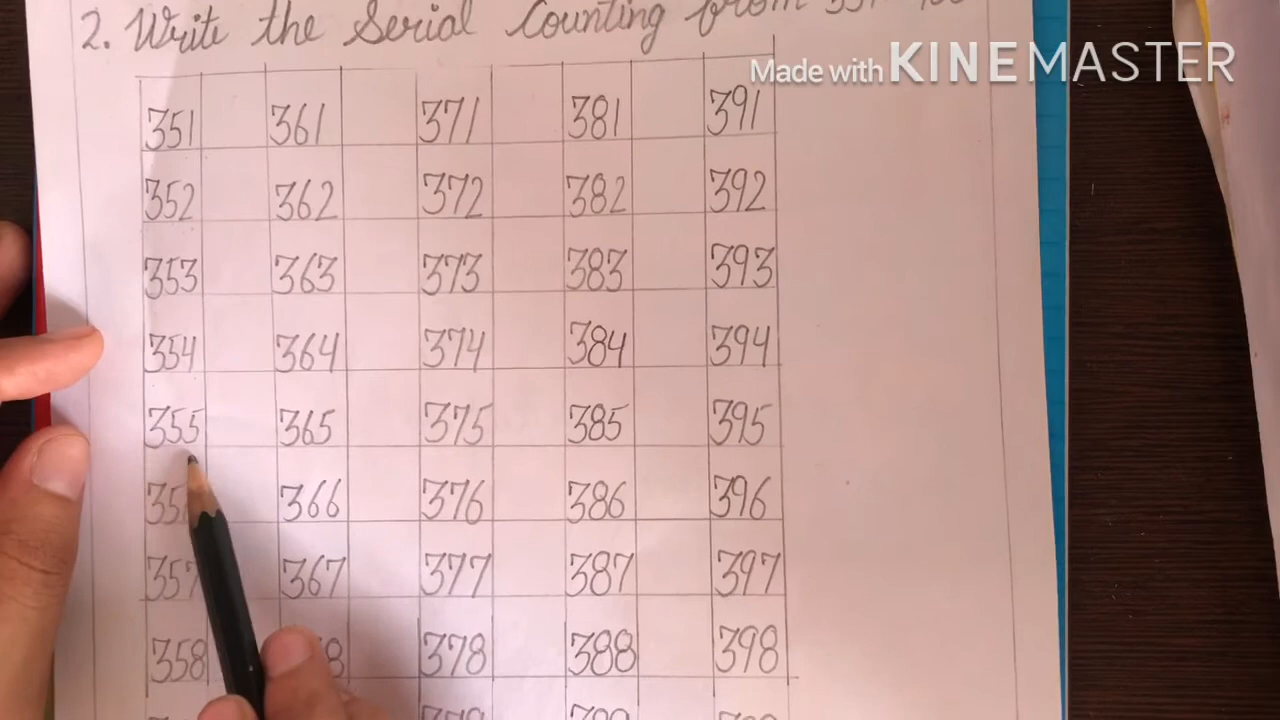 2. Write the Serial Counting from
Made with KINEMASTER
351 361 371 381 391
352 362 372 382 392
353 363 373 383 393
354 364 374 384 394
355 365 375 385 395
366 376 386 396
357 367 377 387 397
358 378 388 398